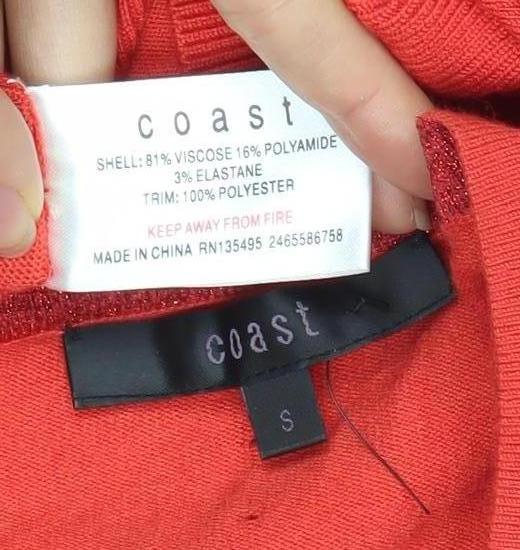 coast
SHELL: 81% VISCOSE 16% POLYAMIDE
3% ELASTANE
TRIM: 100% POLYESTER
KEEP AWAY FROM FIRE
MADE IN CHINA RN135495 2465586758
coast
S